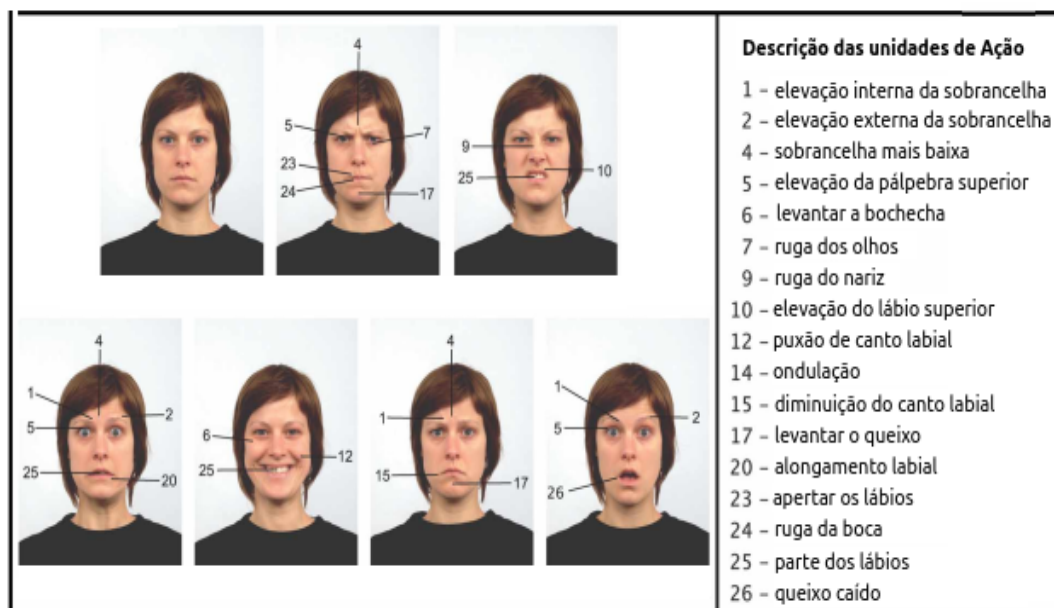 4
5
7
23
24
17
9
10
25
4
1
2
5
25
20
6
12
25
4
1
15
17
1
2
5
26
Descrição das unidades de Ação
1 – elevação interna da sobrancelha
2 – elevação externa da sobrancelha
4 – sobrancelha mais baixa
5 – elevação da pálpebra superior
6 – levantar a bochecha
7 – ruga dos olhos
9 – ruga do nariz
10 – elevação do lábio superior
12 – puxão de canto labial
14 – ondulação
15 – diminuição do canto labial
17 – levantar o queixo
20 – alongamento labial
23 – apertar os lábios
24 – ruga da boca
25 – parte dos lábios
26 – queixo caído